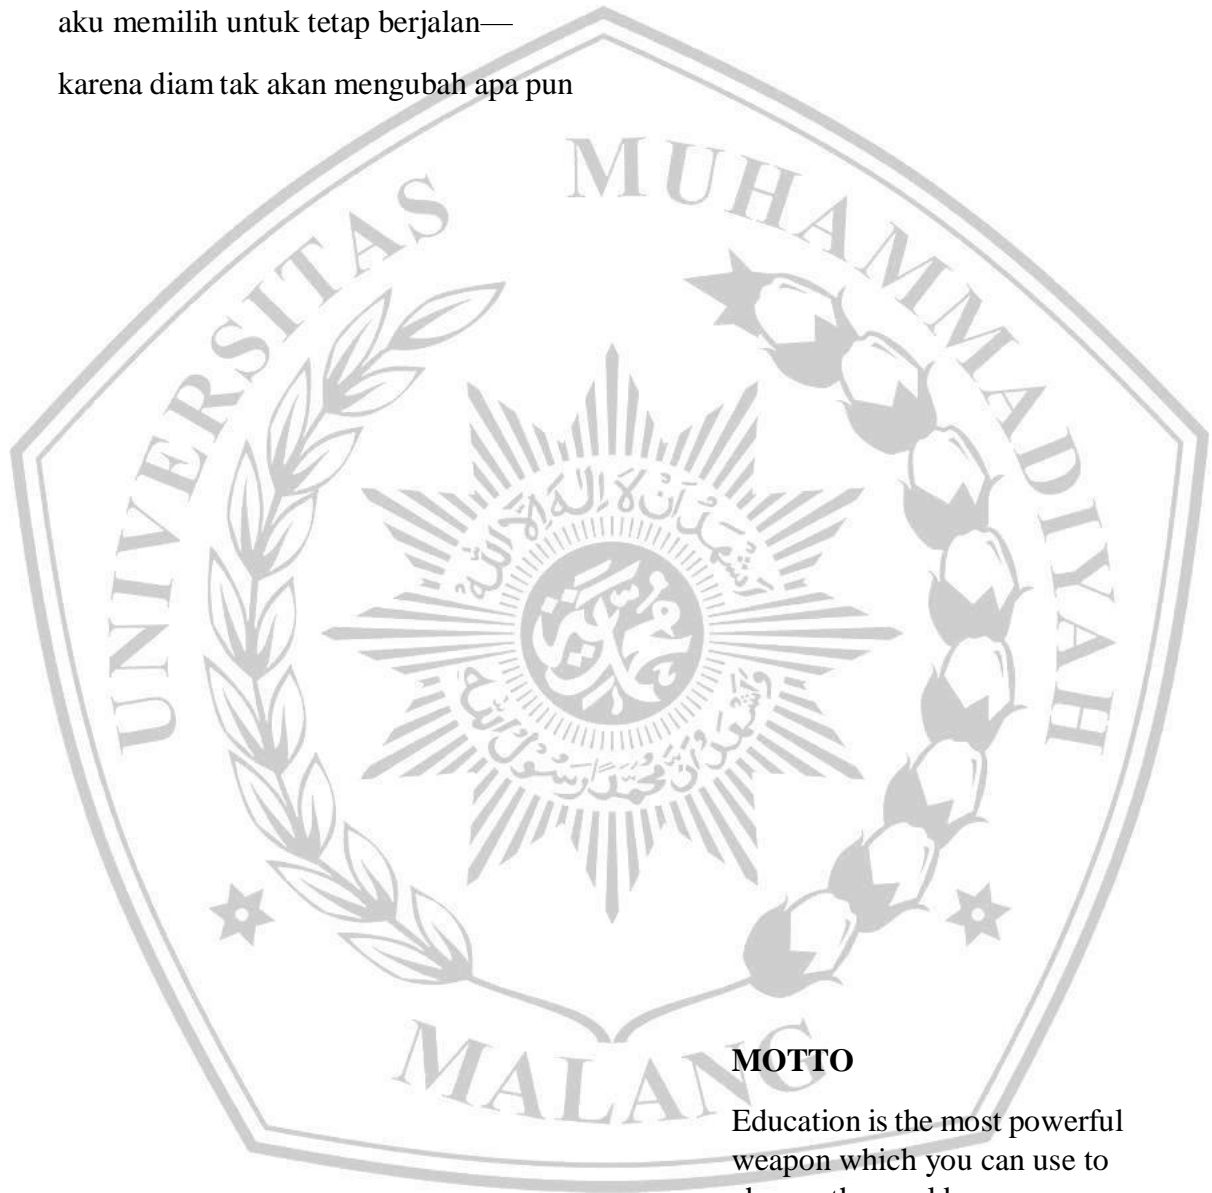 aku memilih untuk tetap berjalan—
karena diam tak akan mengubah apa pun
UNIVERSITAS MUHAMMADIYAH
MALANG
MOTTO
Education is the most powerful
weapon which you can use to